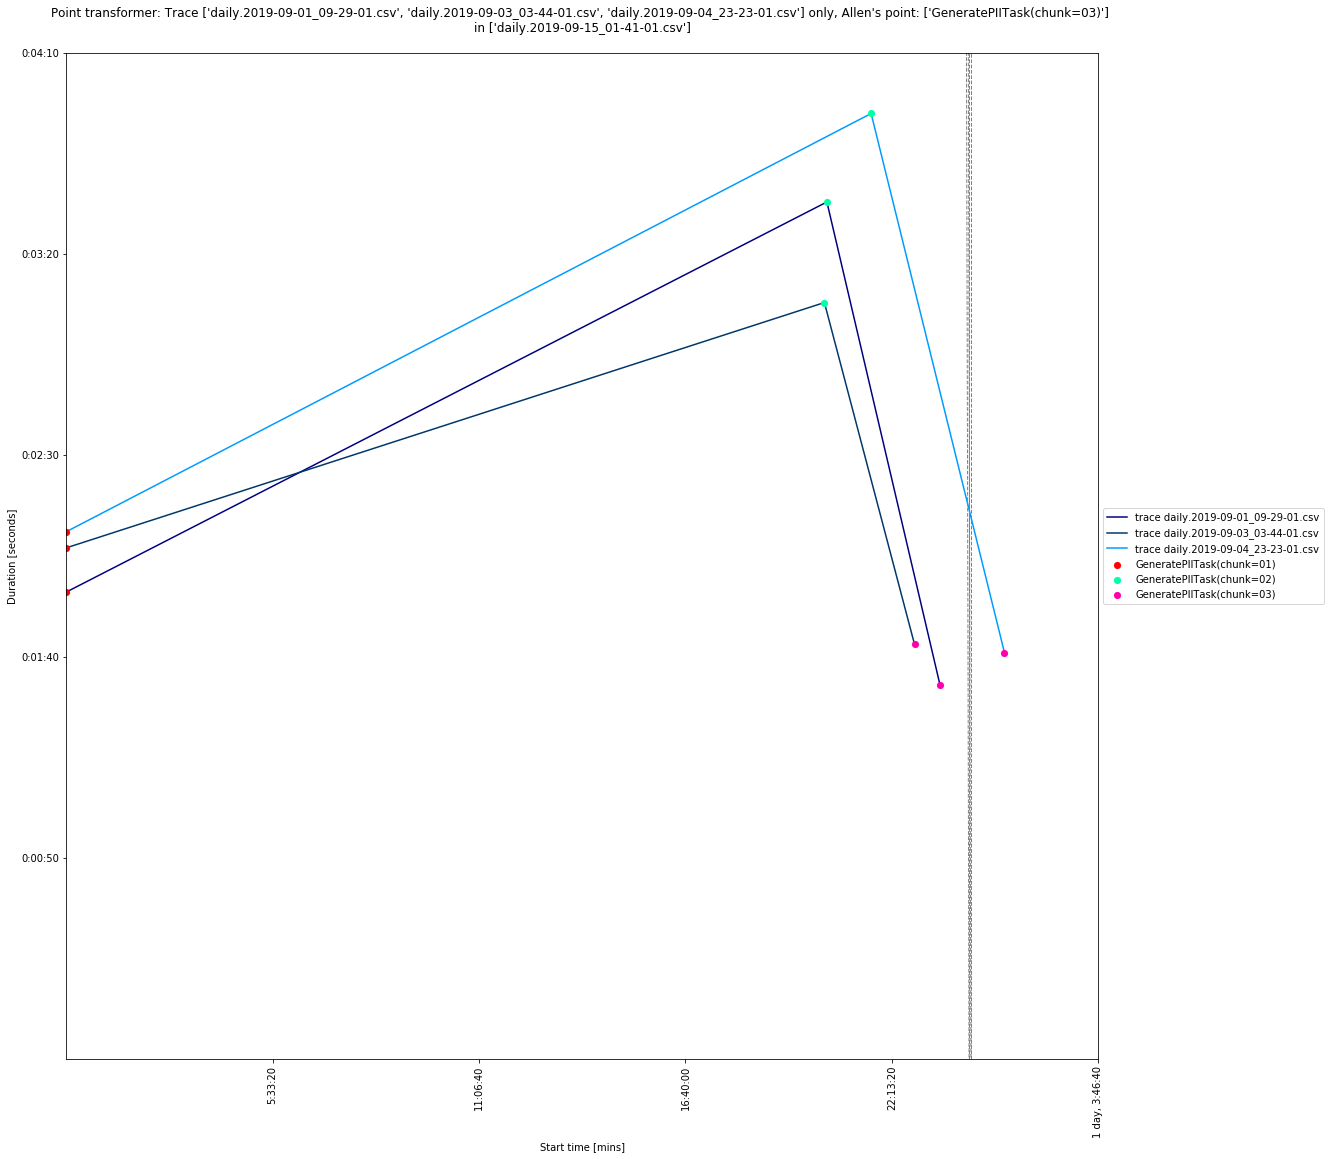 Point transformer: Trace ['daily.2019-09-01_09-29-01.csv', 'daily.2019-09-03_03-44-01.csv', 'daily.2019-09-04_23-23-01.csv'] only, Allen's point: ['GeneratePIITask(chunk=03)']
in ['daily.2019-09-15_01-41-01.csv']
0:04:10
0:03:20
0:02:30
0:01:40
0:00:50
Duration [seconds]
trace daily.2019-09-01_09-29-01.csv
trace daily.2019-09-03_03-44-01.csv
trace daily.2019-09-04_23-23-01.csv
GeneratePIITask(chunk=01)
GeneratePIITask(chunk=02)
GeneratePIITask(chunk=03)
5:33:20
11:06:40
16:40:00
22:13:20
1 day, 3:46:40
Start time [mins]